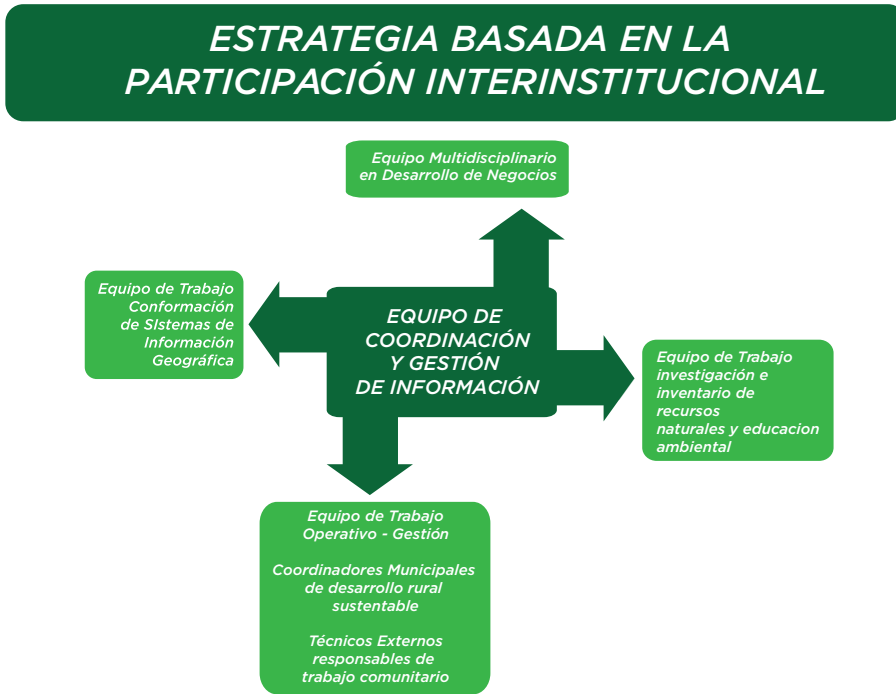 ESTRATEGIA BASADA EN LA
PARTICIPACIÓN INTERINSTITUCIONAL
Equipo Multidisciplinario
en Desarrollo de Negocios
Equipo de Trabajo
Conformación
de SIstemas de
Información
Geográfica
EQUIPO DE
COORDINACIÓN
Y GESTIÓN
DE INFORMACIÓN
Equipo de Trabajo
investigación e
inventario de
recursos
naturales y educacion
ambiental
Equipo de Trabajo
Operativo - Gestión
Coordinadores Municipales
de desarrollo rural
sustentable
Técnicos Externos
responsables de
trabajo comunitario